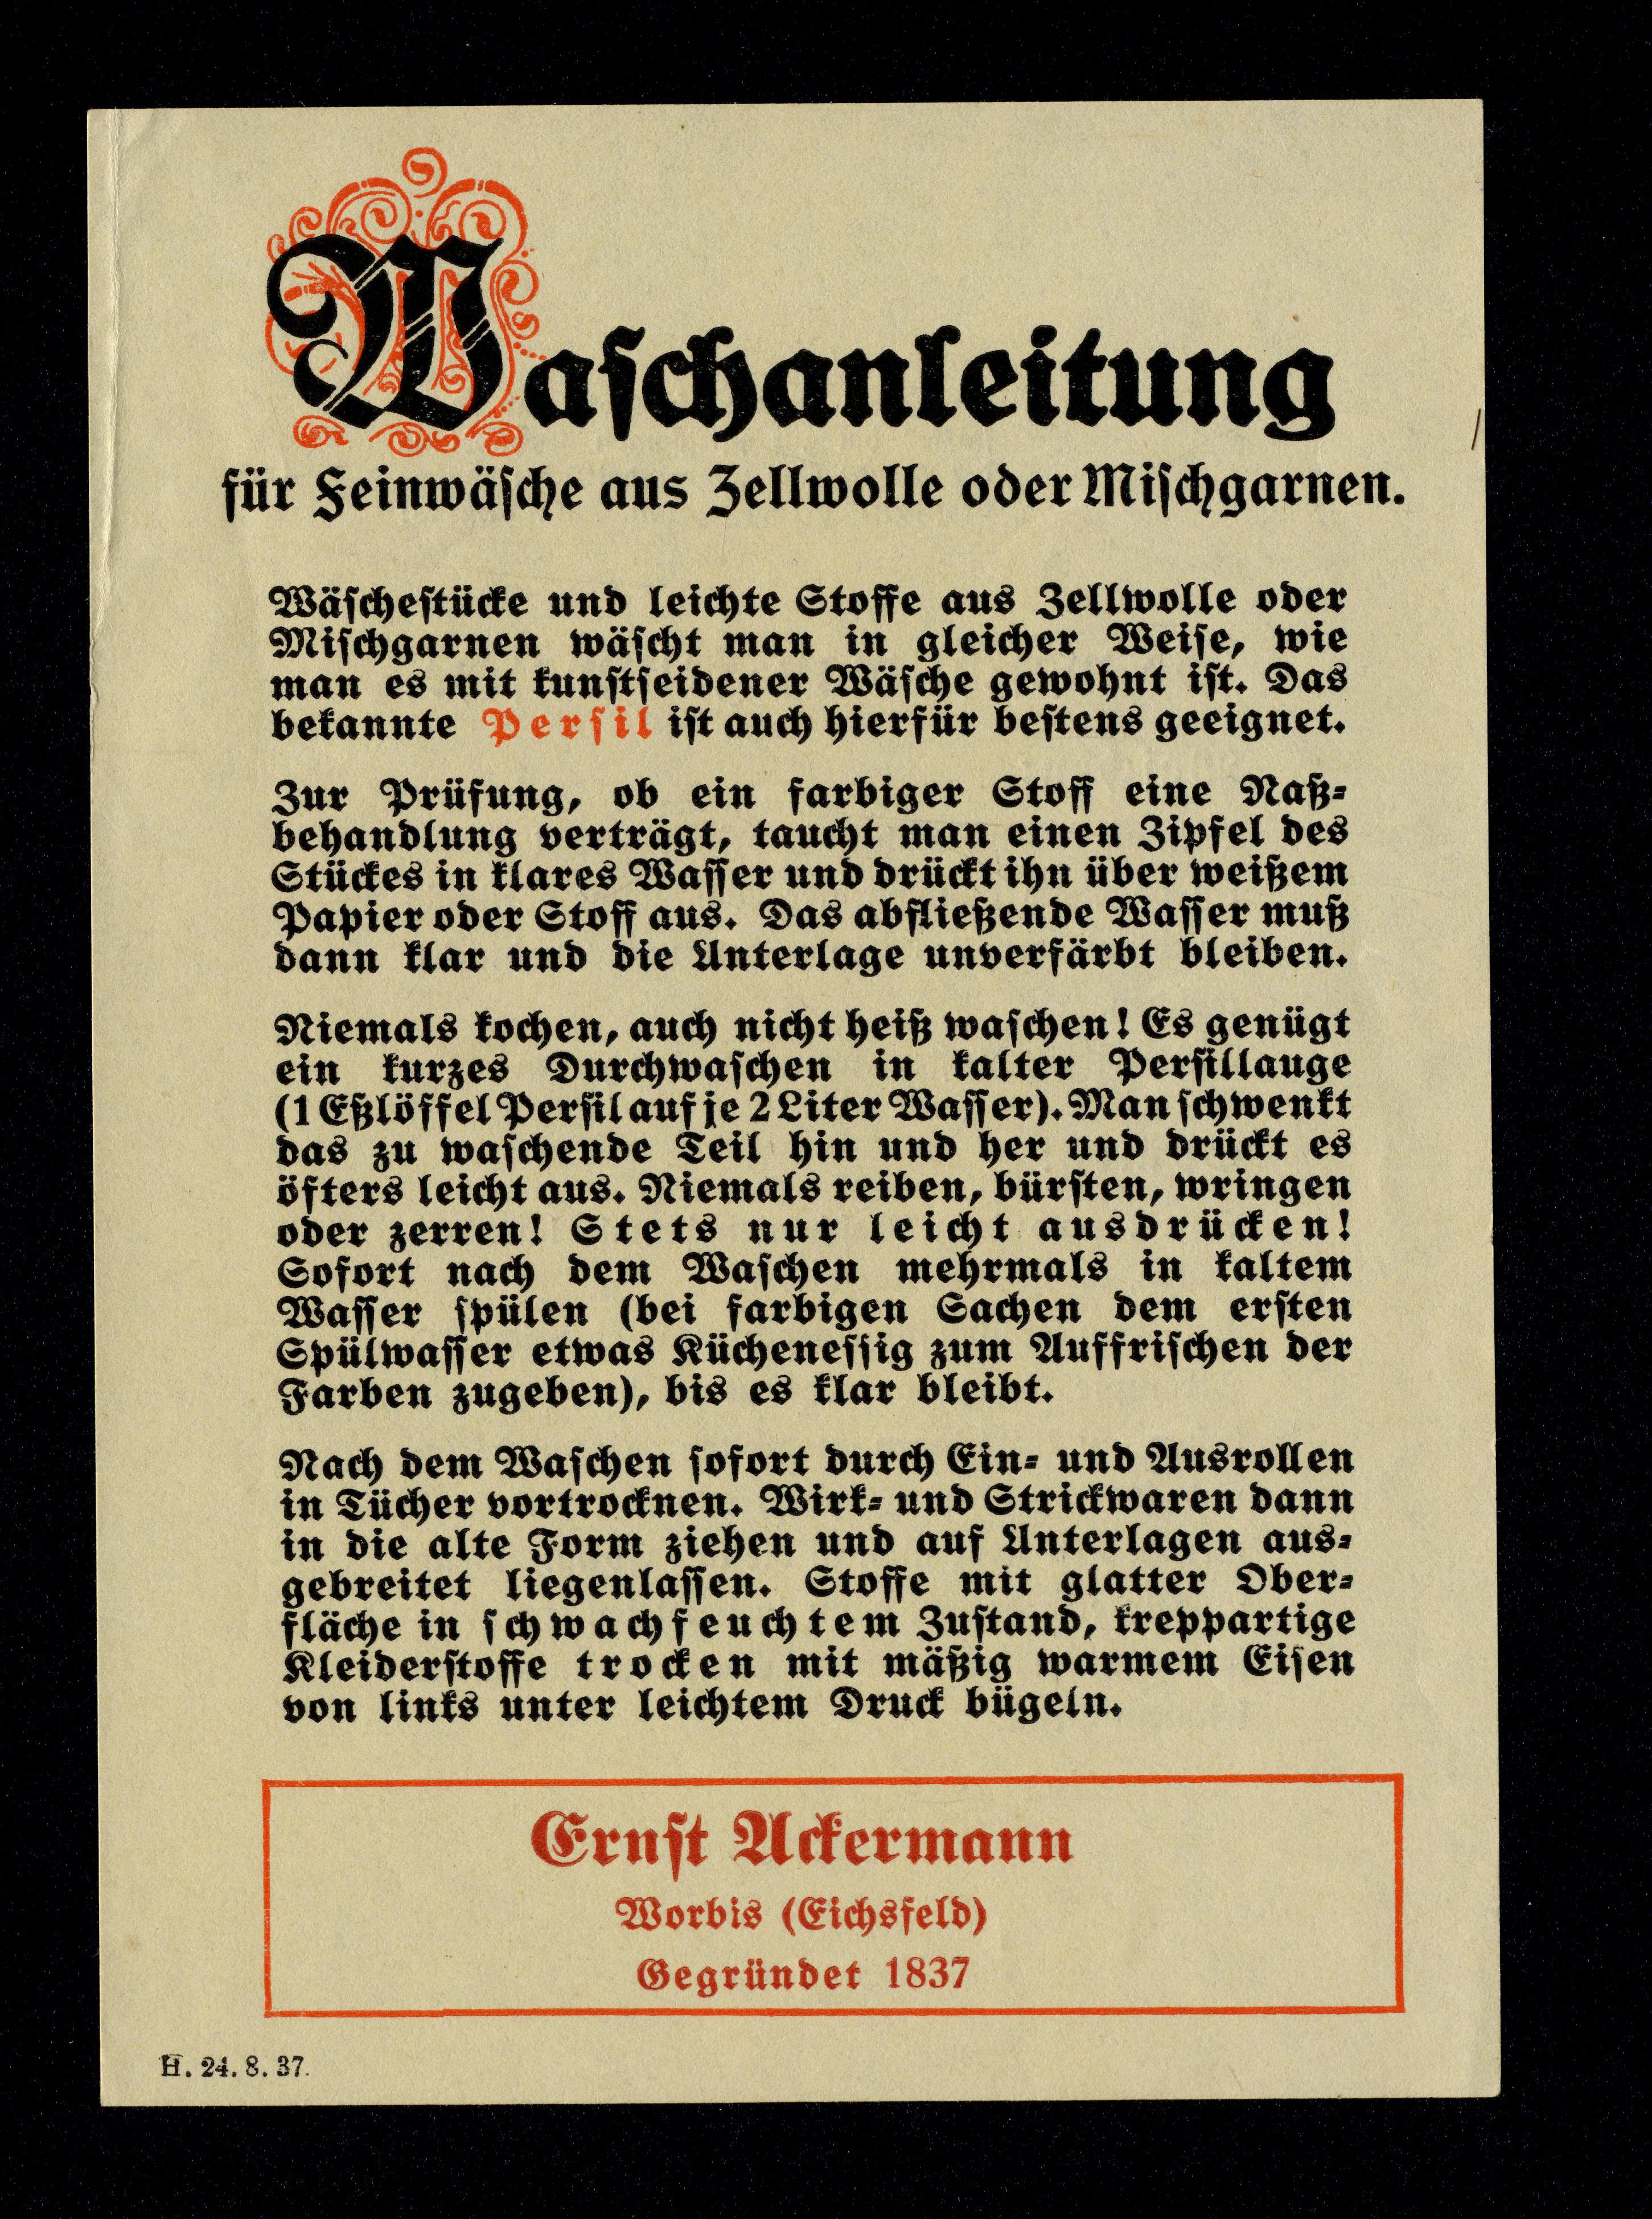 Waschanleitung
für Feinwäsche aus Zellwolle oder Mischgarnen.
Wäschestücke und leichte Stoffe aus Zellwolle oder
Mischgarnen wäscht man in gleicher Weise, wie
man es mit kunstseidener Wäsche gewohnt ist. Das
bekannte Persil ist auch hierfür bestens geeignet.
Zur Prüfung, ob ein farbiger Stoff eine Naß-
behandlung verträgt, taucht man einen Zipfel des
Stückes in klares Wasser und drückt ihn über weißem
Papier oder Stoff aus. Das abfließende Wasser muß
dann klar und die Unterlage unverfärbt bleiben.
Niemals kochen, auch nicht heiß waschen! Es genügt
ein kurzes Durchwaschen in kalter Persillauge
(1 Eßlöffel Persil auf je 2 Liter Wasser). Man schwenkt
das zu waschende Teil hin und her und drückt es
öfters leicht aus. Niemals reiben, bürsten, wringen
oder zerren! Stets nur leicht ausdrücken!
Sofort nach dem Waschen mehrmals in kaltem
Wasser spülen (bei farbigen Sachen dem ersten
Spülwasser etwas Küchenessig zum Auffrischen der
Farben zugeben), bis es klar bleibt.
Nach dem Waschen sofort durch Ein- und Ausrollen
in Tücher vortrocknen. Wirk- und Strickwaren dann
in die alte Form ziehen und auf Unterlagen aus-
gebreitet liegenlassen. Stoffe mit glatter Ober-
fläche in schwachfeuchtem Zustand, kreppartige
Kleiderstoffe trocken mit mäßig warmem Eisen
von links unter leichtem Druck bügeln.
Ernst Ackermann
Worbis (Eichsfeld)
Gegründet 1837
H. 24. 8. 37.